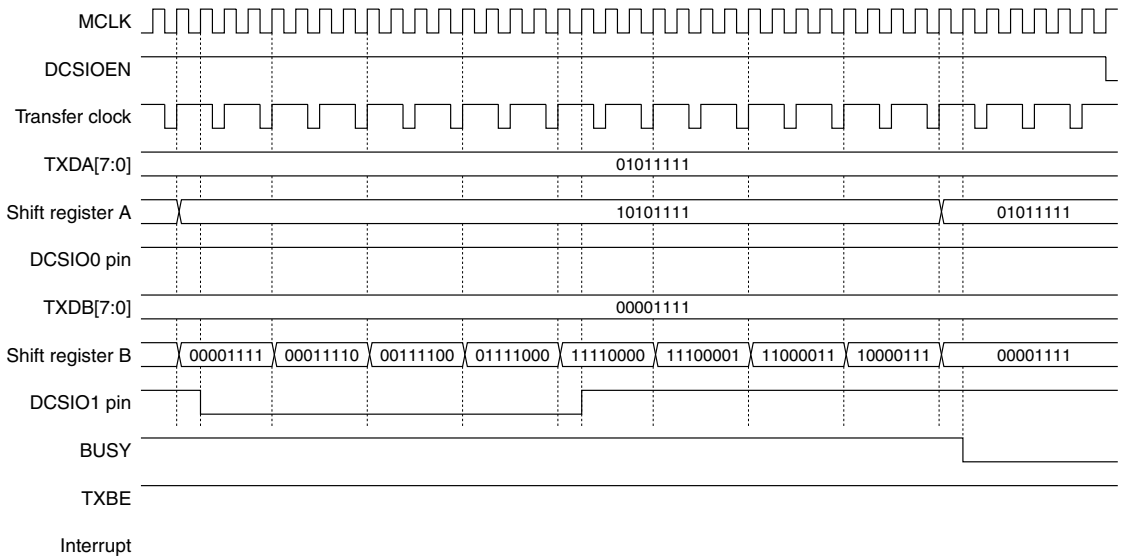 MCLK
DCSIOEN
Transfer clock
TXDA[7:0] 01011111
Shift register A 10101111 01011111
DCSIO0 pin
TXDB[7:0] 00001111
Shift register B 00001111 00011110 00111100 01111000 11110000 11100001 11000011 10000111 00001111
DCSIO1 pin
BUSY
TXBE
Interrupt